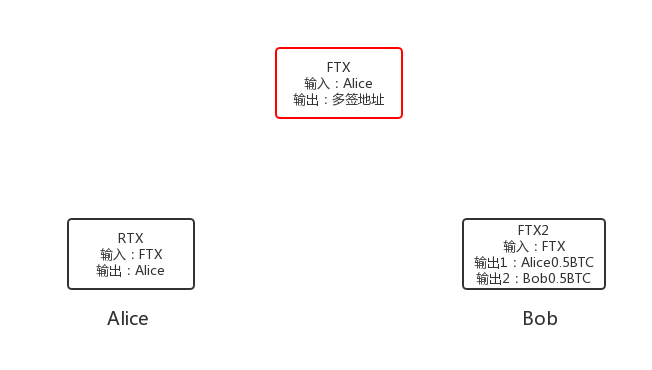 FTX
输入：Alice
输出：多签地址
RTX
输入：FTX
输出：Alice
Alice
FTX2
输入：FTX
输出1：Alice0.5BTC
输出2：Bob0.5BTC
Bob